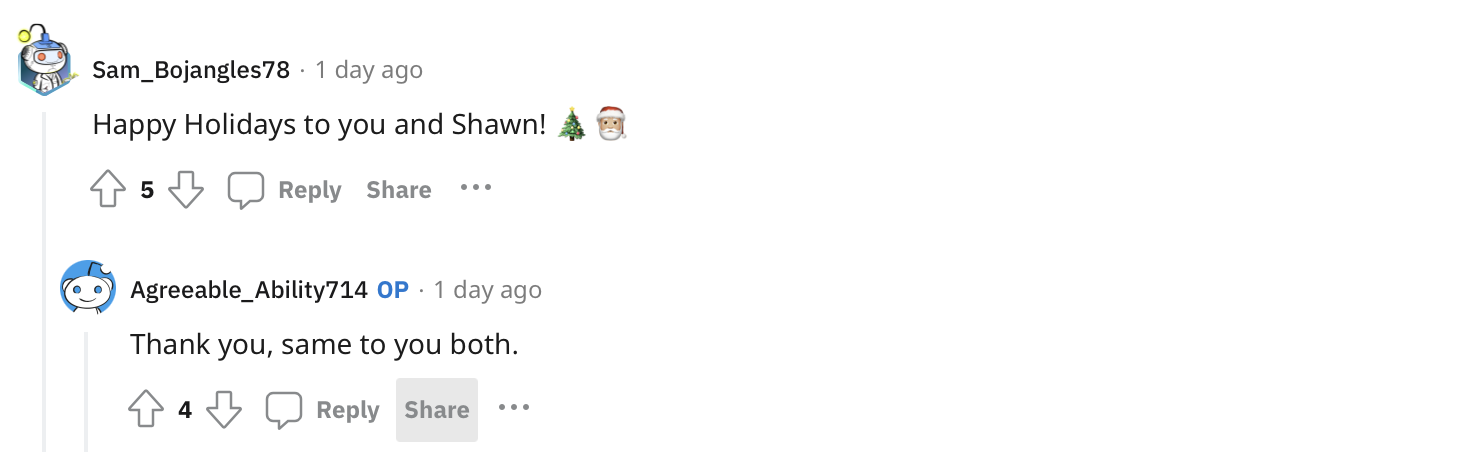 Sam_Bojangles78 · 1 day ago
Happy Holidays to you and Shawn! 🎄 🎅🏼
5 Reply Share ···
Agreeable_Ability714 OP · 1 day ago
Thank you, same to you both.
4 Reply Share ···